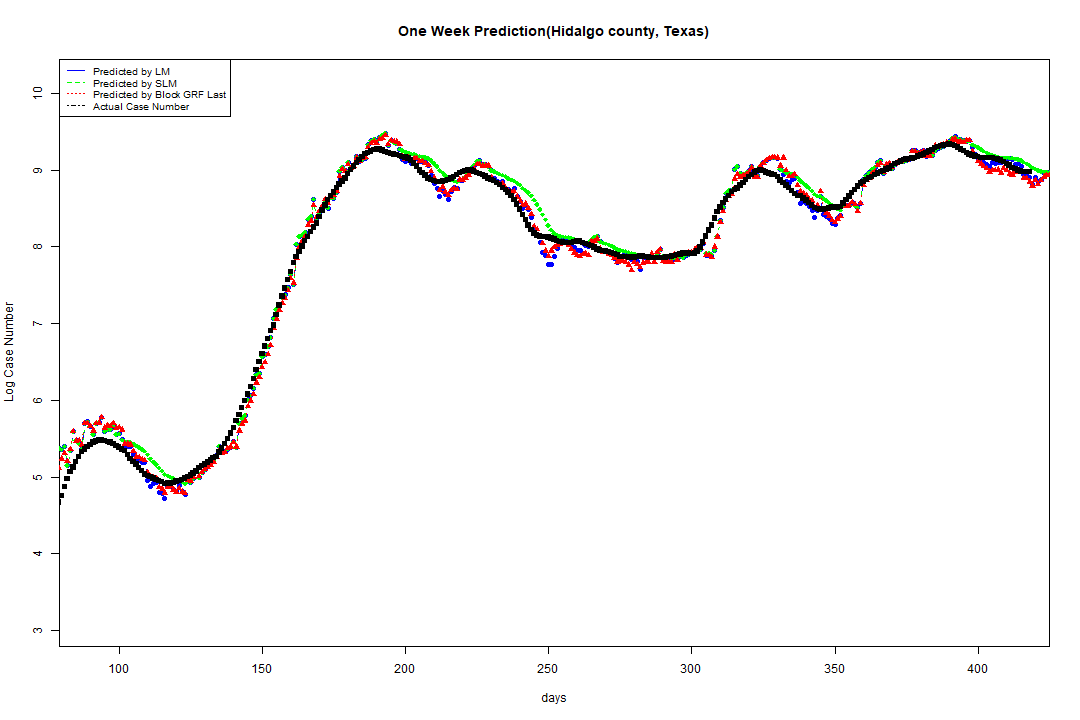 One Week Prediction(Hidalgo county, Texas)
Predicted by LM
Predicted by SLM
Predicted by Block GRF Last
Actual Case Number
10
9
8
7
6
5
4
3
Log Case Number
100 150 200 250 300 350 400
days